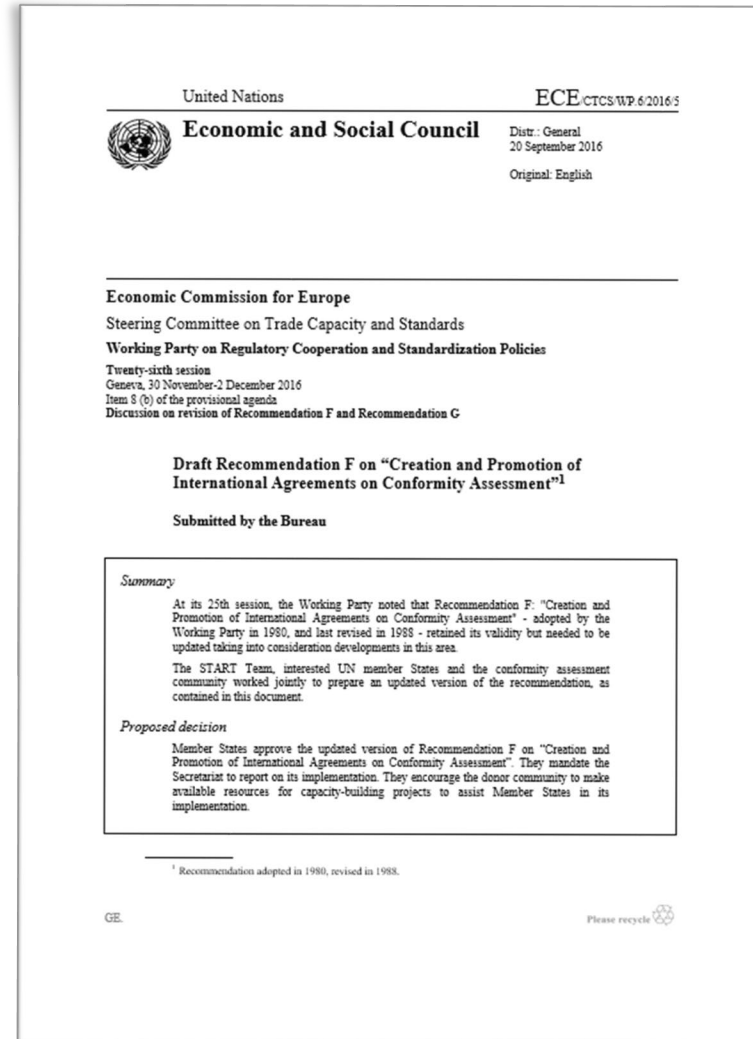 United Nations
ECE/CTCS/WP.6/2016/5
Economic and Social Council
Distr.: General
20 September 2016
Original: English
Economic Commission for Europe
Steering Committee on Trade Capacity and Standards
Working Party on Regulatory Cooperation and Standardization Policies
Twenty-sixth session
Geneva, 30 November-2 December 2016
Item 8 (b) of the provisional agenda
Discussion on revision of Recommendation F and Recommendation G
Draft Recommendation F on “Creation and Promotion of
International Agreements on Conformity Assessment”1
Submitted by the Bureau
Summary
At its 25th session, the Working Party noted that Recommendation F: "Creation and
Promotion of International Agreements on Conformity Assessment" - adopted by the
Working Party in 1980, and last revised in 1988 - retained its validity but needed to be
updated taking into consideration developments in this area.
The START Team, interested UN member States and the conformity assessment
community worked jointly to prepare an updated version of the recommendation, as
contained in this document.
Proposed decision
Member States approve the updated version of Recommendation F on “Creation and
Promotion of International Agreements on Conformity Assessment”. They mandate the
Secretariat to report on its implementation. They encourage the donor community to make
available resources for capacity-building projects to assist Member States in its
implementation.
1 Recommendation adopted in 1980, revised in 1988.
GE.
Please recycle